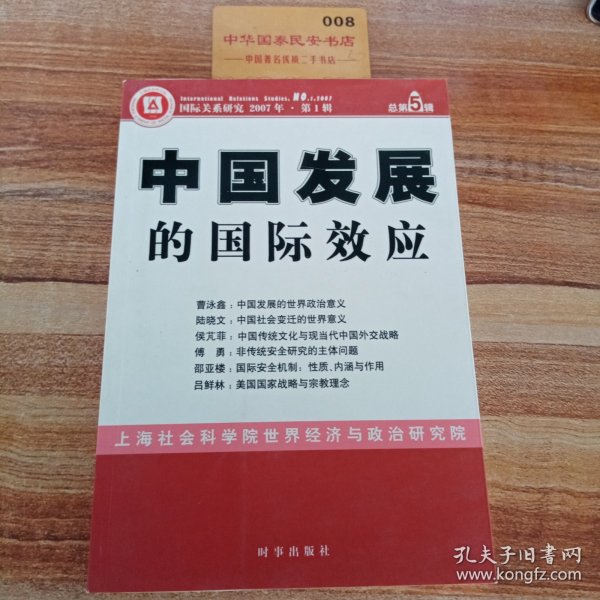 008
中华国泰民安书店
中国著名优质二手书店
International Relations Studies, NO.1.2007
国际关系研究 2007年·第1辑
总第5辑
中国发展
的国际效应
曹泳鑫：中国发展的世界政治意义
陆晓文：中国社会变迁的世界意义
侯芃菲：中国传统文化与现当代中国外交战略
傅 勇：非传统安全研究的主体问题
邵亚楼：国际安全机制：性质、内涵与作用
吕鲜林：美国国家战略与宗教理念
上海社会科学院世界经济与政治研究院
时事出版社
孔夫子旧书网
www.kongfz.com